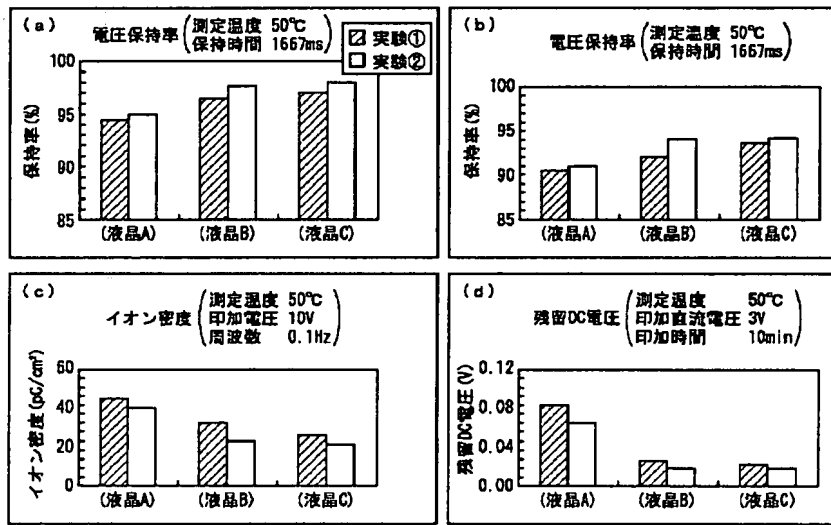 (a)
電圧保持率 (測定温度 50℃
保持時間 1667ms)
実験①
実験②
保持率(%)
100
95
90
85
(液晶A) (液晶B) (液晶C)
(b)
電圧保持率 (測定温度 50℃
保持時間 1667ms)
保持率(%)
100
95
90
85
(液晶A) (液晶B) (液晶C)
(c)
イオン密度 (測定温度 50℃
印加電圧 10V
周波数 0.1Hz)
イオン密度(pC/cm²)
60
40
20
0
(液晶A) (液晶B) (液晶C)
(d)
残留DC電圧 (測定温度 50℃
印加直流電圧 3V
印加時間 10min)
残留DC電圧(V)
0.12
0.08
0.04
0.00
(液晶A) (液晶B) (液晶C)